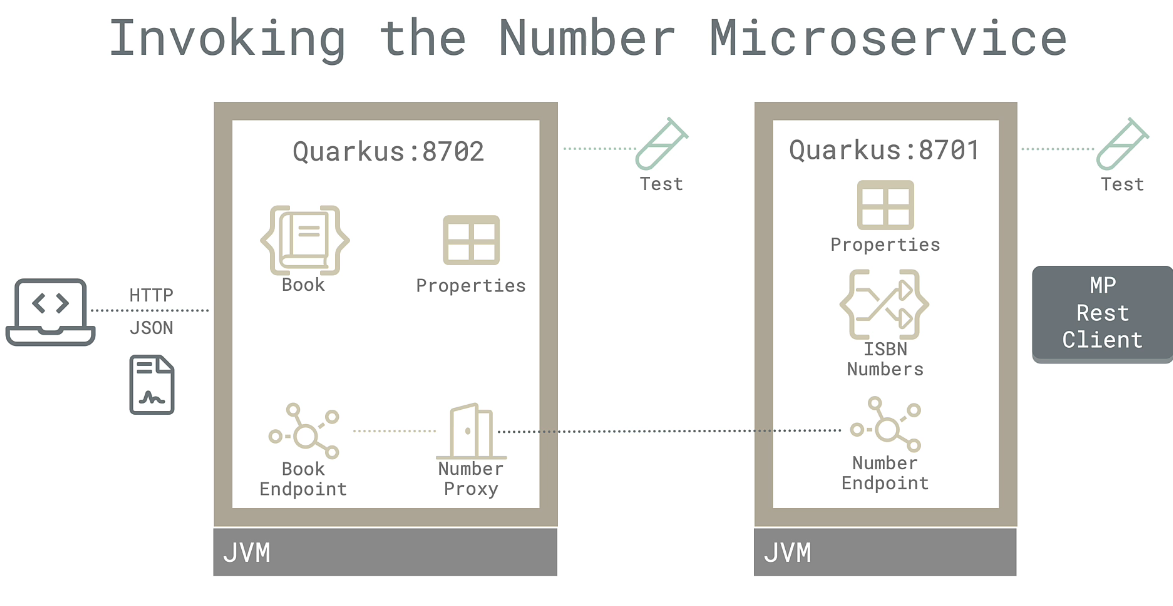 Invoking the Number Microservice
HTTP
JSON
Quarkus:8702
Book
Properties
Book
Endpoint
Number
Proxy
JVM
Test
Quarkus:8701
Properties
ISBN
Numbers
Number
Endpoint
JVM
Test
MP
Rest
Client